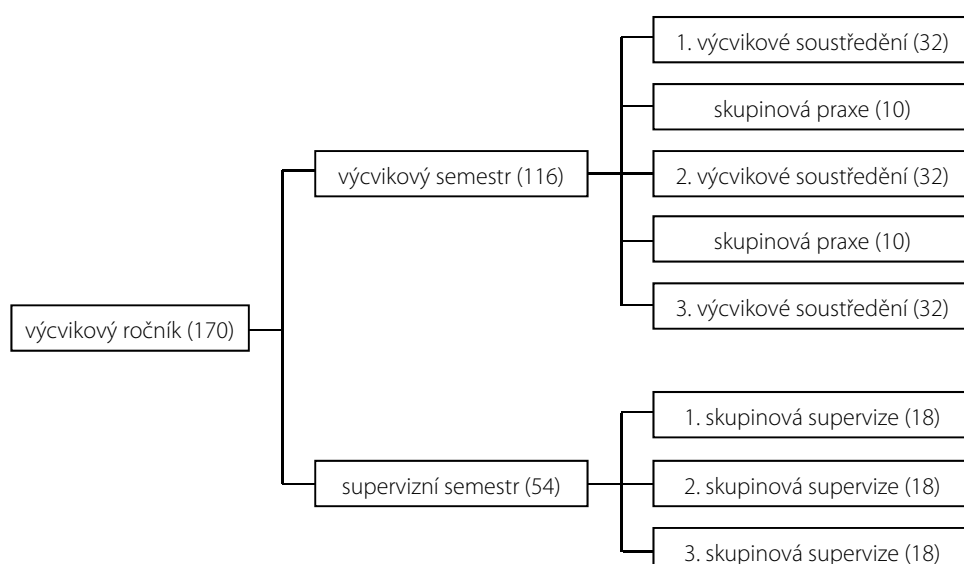 1. výcvikové soustředění (32)
skupinová praxe (10)
výcvikový semestr (116)
2. výcvikové soustředění (32)
skupinová praxe (10)
3. výcvikové soustředění (32)
výcvikový ročník (170)
1. skupinová supervize (18)
supervizní semestr (54)
2. skupinová supervize (18)
3. skupinová supervize (18)